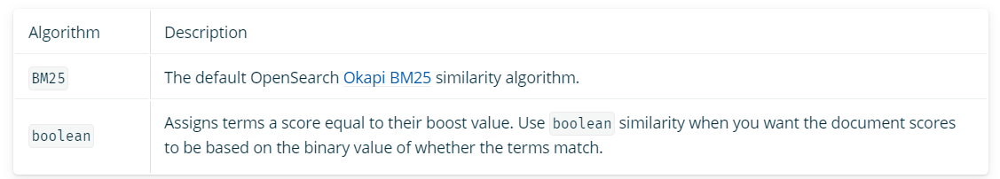 Algorithm Description
BM25 The default OpenSearch Okapi BM25 similarity algorithm.
boolean Assigns terms a score equal to their boost value. Use boolean similarity when you want the document scores
to be based on the binary value of whether the terms match.